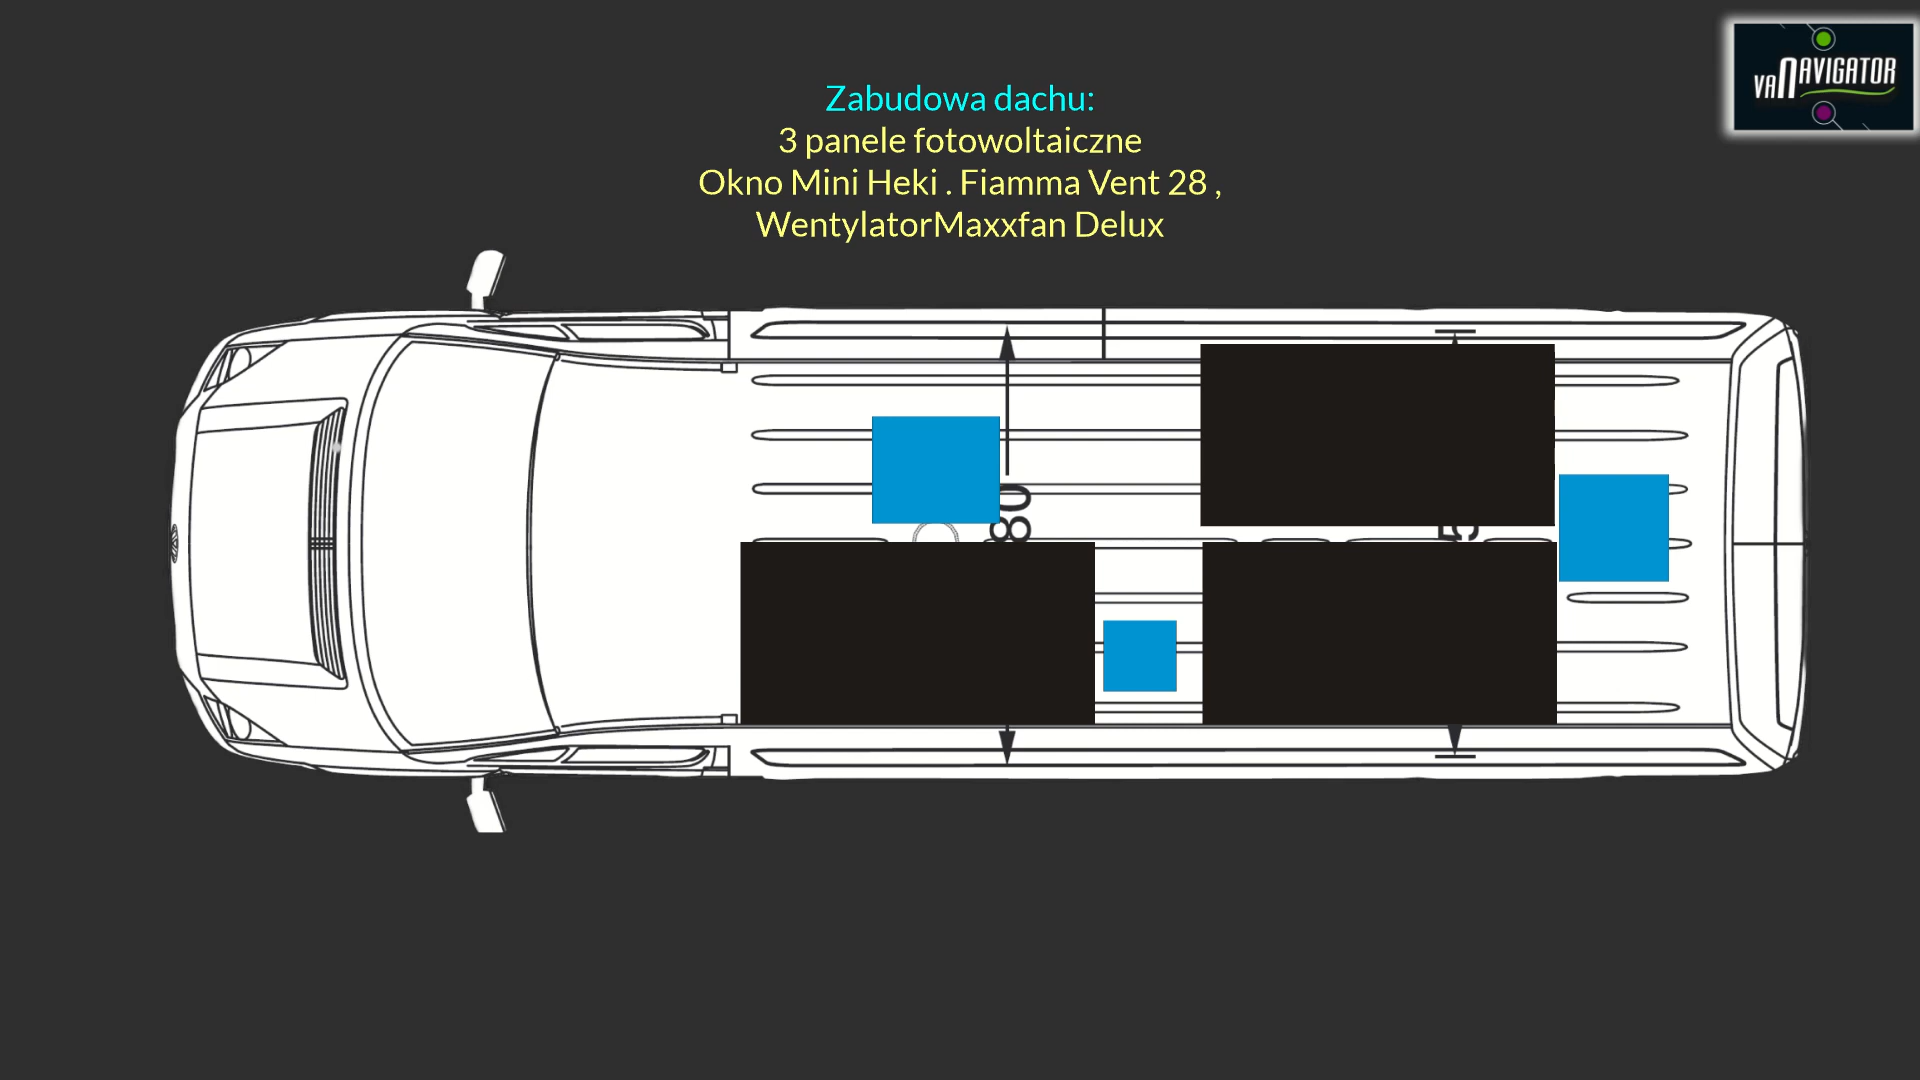 VANAVIGATOR
Zabudowa dachu:
3 panele fotowoltaiczne
Okno Mini Heki . Fiamma Vent 28 ,
WentylatorMaxxfan Delux
80